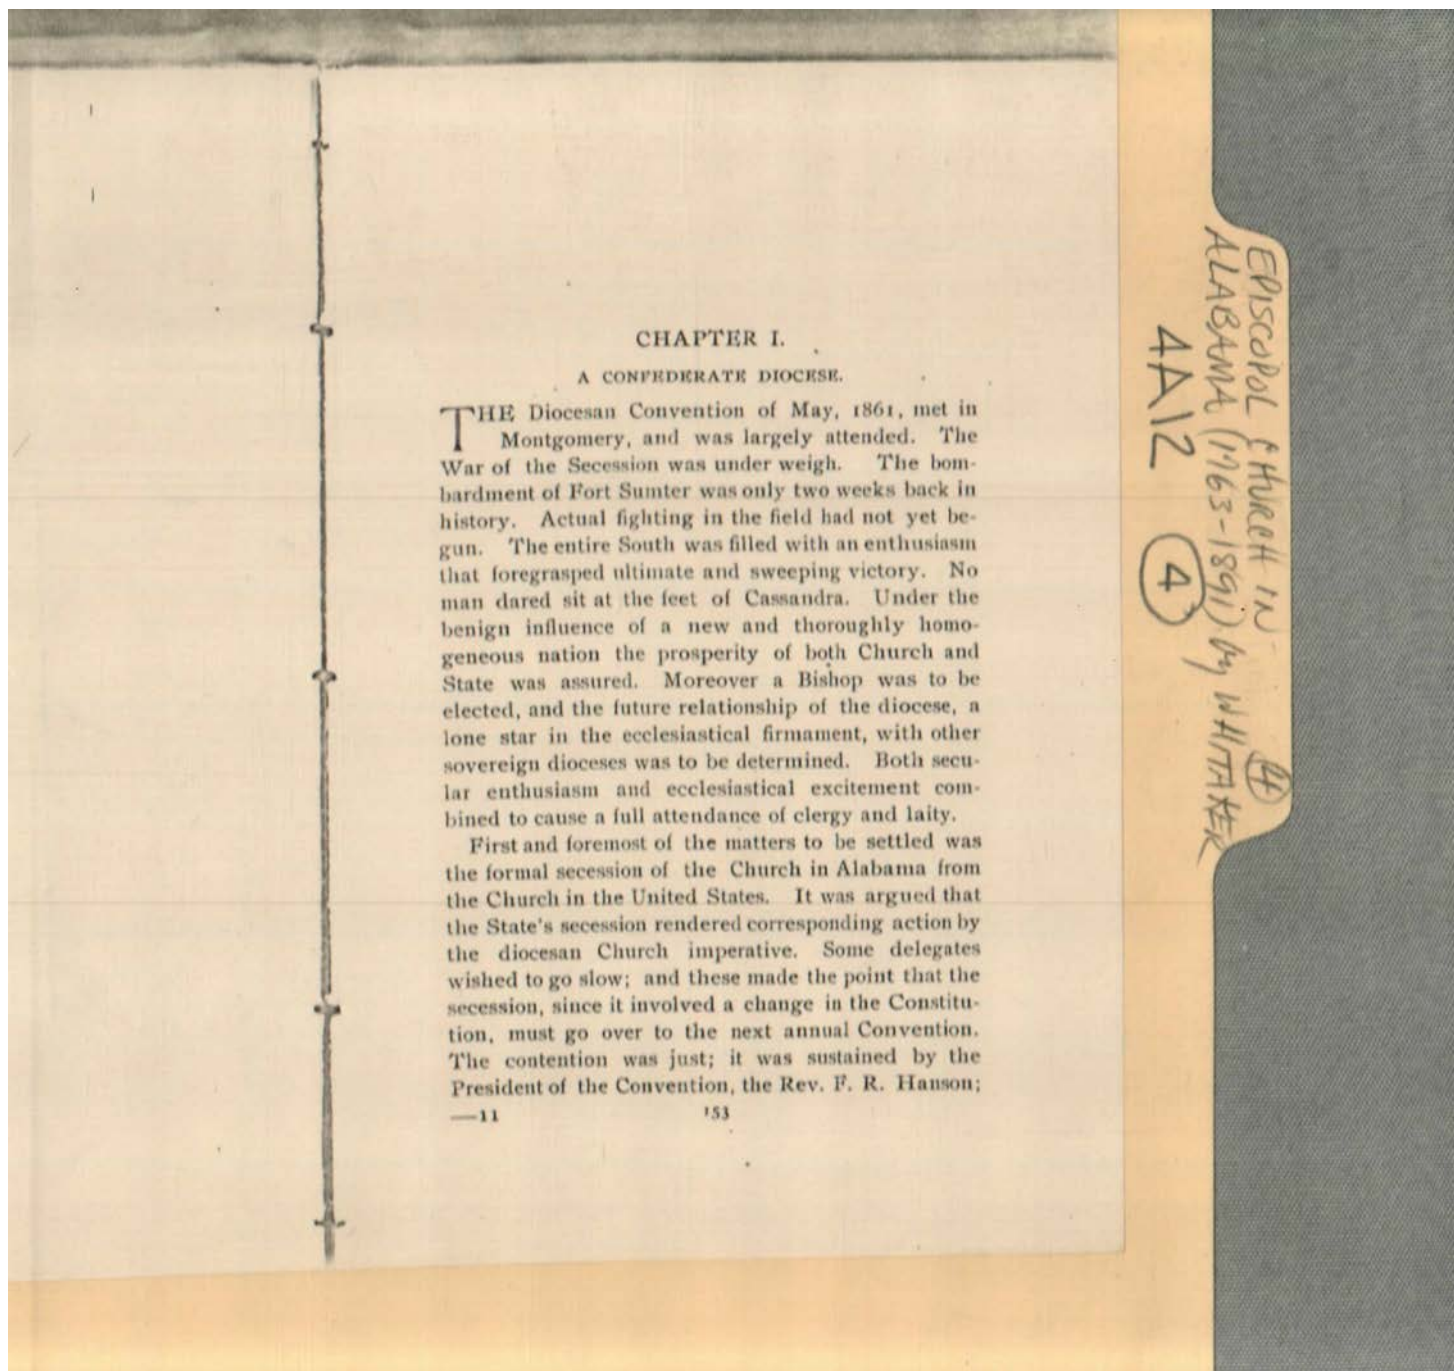 CHAPTER I.
A CONFEDERATE DIOCESE.
THE Diocesan Convention of May, 1861, met in
Montgomery, and was largely attended. The
War of the Secession was under weigh. The bom-
bardment of Fort Sumter was only two weeks back in
history. Actual fighting in the field had not yet be-
gun. The entire South was filled with an enthusiasm
that foregrasped ultimate and sweeping victory. No
man dared sit at the feet of Cassandra. Under the
benign influence of a new and thoroughly homo-
geneous nation the prosperity of both Church and
State was assured. Moreover a Bishop was to be
elected, and the future relationship of the diocese, a
lone star in the ecclesiastical firmament, with other
sovereign dioceses was to be determined. Both secu-
lar enthusiasm and ecclesiastical excitement com-
bined to cause a full attendance of clergy and laity.
First and foremost of the matters to be settled was
the formal secession of the Church in Alabama from
the Church in the United States. It was argued that
the State's secession rendered corresponding action by
the diocesan Church imperative. Some delegates
wished to go slow; and these made the point that the
secession, since it involved a change in the Constitu-
tion, must go over to the next annual Convention.
The contention was just; it was sustained by the
President of the Convention, the Rev. F. R. Hanson;
—11 153
EPISCOPOL CHURCH IN
ALABAMA (1763-1891) by WHITAKER
4A12 4